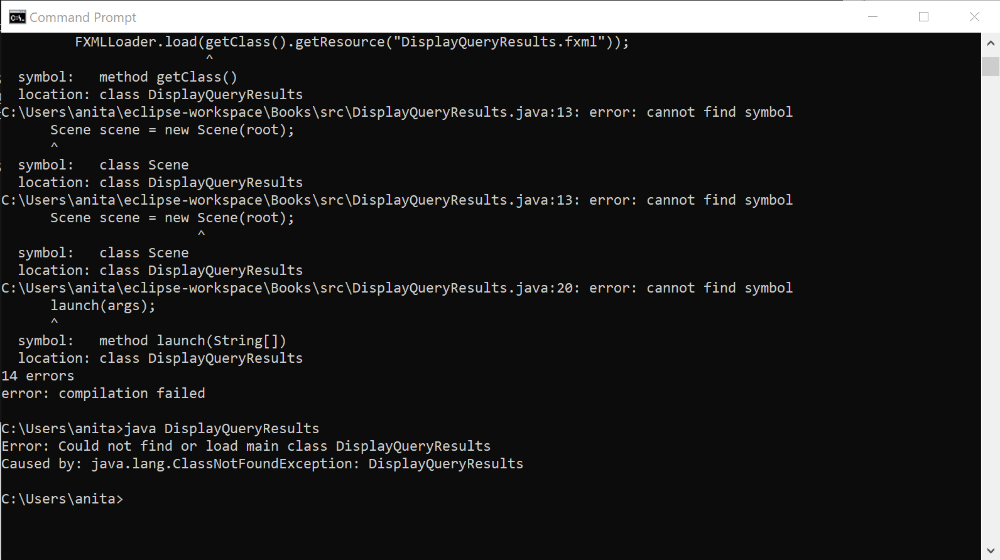 Command Prompt
FXMLLoader.load(getClass().getResource("DisplayQueryResults.fxml"));
^
symbol:   method getClass()
location: class DisplayQueryResults
C:\Users\anita\eclipse-workspace\Books\src\DisplayQueryResults.java:13: error: cannot find symbol
Scene scene = new Scene(root);
^
symbol:   class Scene
location: class DisplayQueryResults
C:\Users\anita\eclipse-workspace\Books\src\DisplayQueryResults.java:13: error: cannot find symbol
Scene scene = new Scene(root);
^
symbol:   class Scene
location: class DisplayQueryResults
C:\Users\anita\eclipse-workspace\Books\src\DisplayQueryResults.java:20: error: cannot find symbol
launch(args);
^
symbol:   method launch(String[])
location: class DisplayQueryResults
14 errors
error: compilation failed
C:\Users\anita>java DisplayQueryResults
Error: Could not find or load main class DisplayQueryResults
Caused by: java.lang.ClassNotFoundException: DisplayQueryResults
C:\Users\anita>